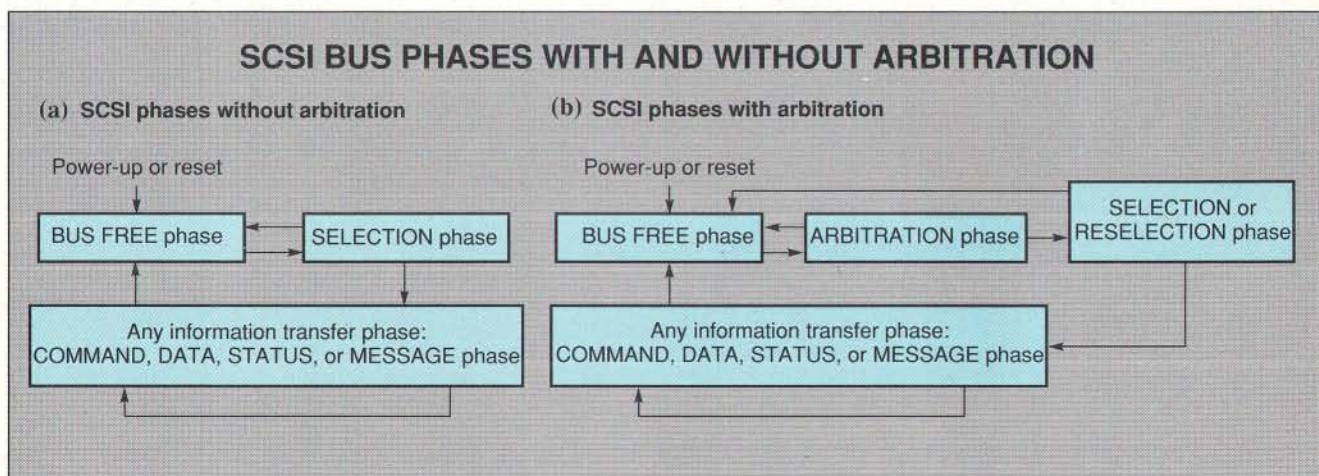 SCSI BUS PHASES WITH AND WITHOUT ARBITRATION
(a) SCSI phases without arbitration
Power-up or reset
BUS FREE phase
SELECTION phase
Any information transfer phase:
COMMAND, DATA, STATUS, or MESSAGE phase
(b) SCSI phases with arbitration
Power-up or reset
BUS FREE phase
ARBITRATION phase
SELECTION or
RESELECTION phase
Any information transfer phase:
COMMAND, DATA, STATUS, or MESSAGE phase